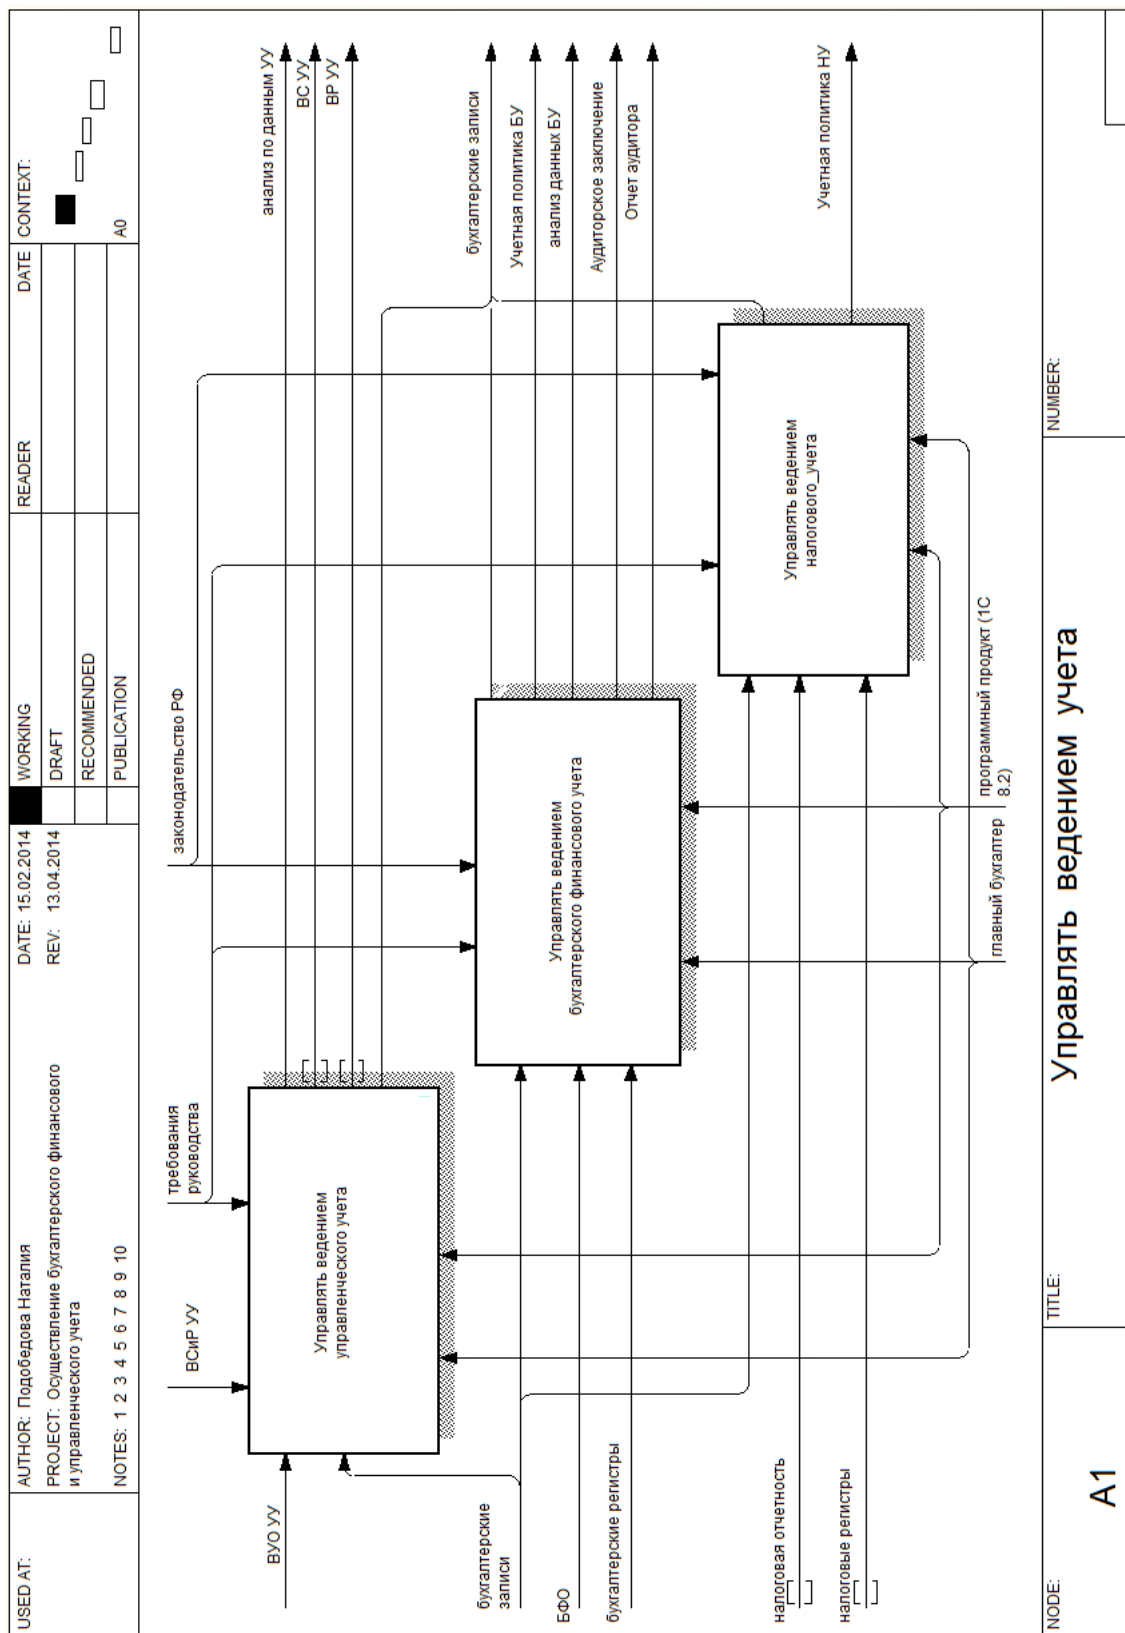 USED AT:
AUTHOR: Подобедова Наталия
PROJECT: Осуществление бухгалтерского финансового
и управленческого учета
NOTES: 1 2 3 4 5 6 7 8 9 10
DATE: 15.02.2014
REV: 13.04.2014
WORKING
DRAFT
RECOMMENDED
PUBLICATION
READER
DATE
CONTEXT:
A0
ВСиР УУ
требования
руководства
законодательство РФ
ВУО УУ
бухгалтерские
записи
БФО
бухгалтерские регистры
налоговая отчетность
налоговые регистры
Управлять ведением
управленческого учета
Управлять ведением
бухгалтерского финансового учета
Управлять ведением
налогового_учета
анализ по данным УУ
ВС УУ
ВР УУ
бухгалтерские записи
Учетная политика БУ
анализ данных БУ
Аудиторское заключение
Отчет аудитора
Учетная политика НУ
главный бухгалтер
программный продукт (1С
8.2)
NODE:
A1
TITLE:
Управлять ведением учета
NUMBER: